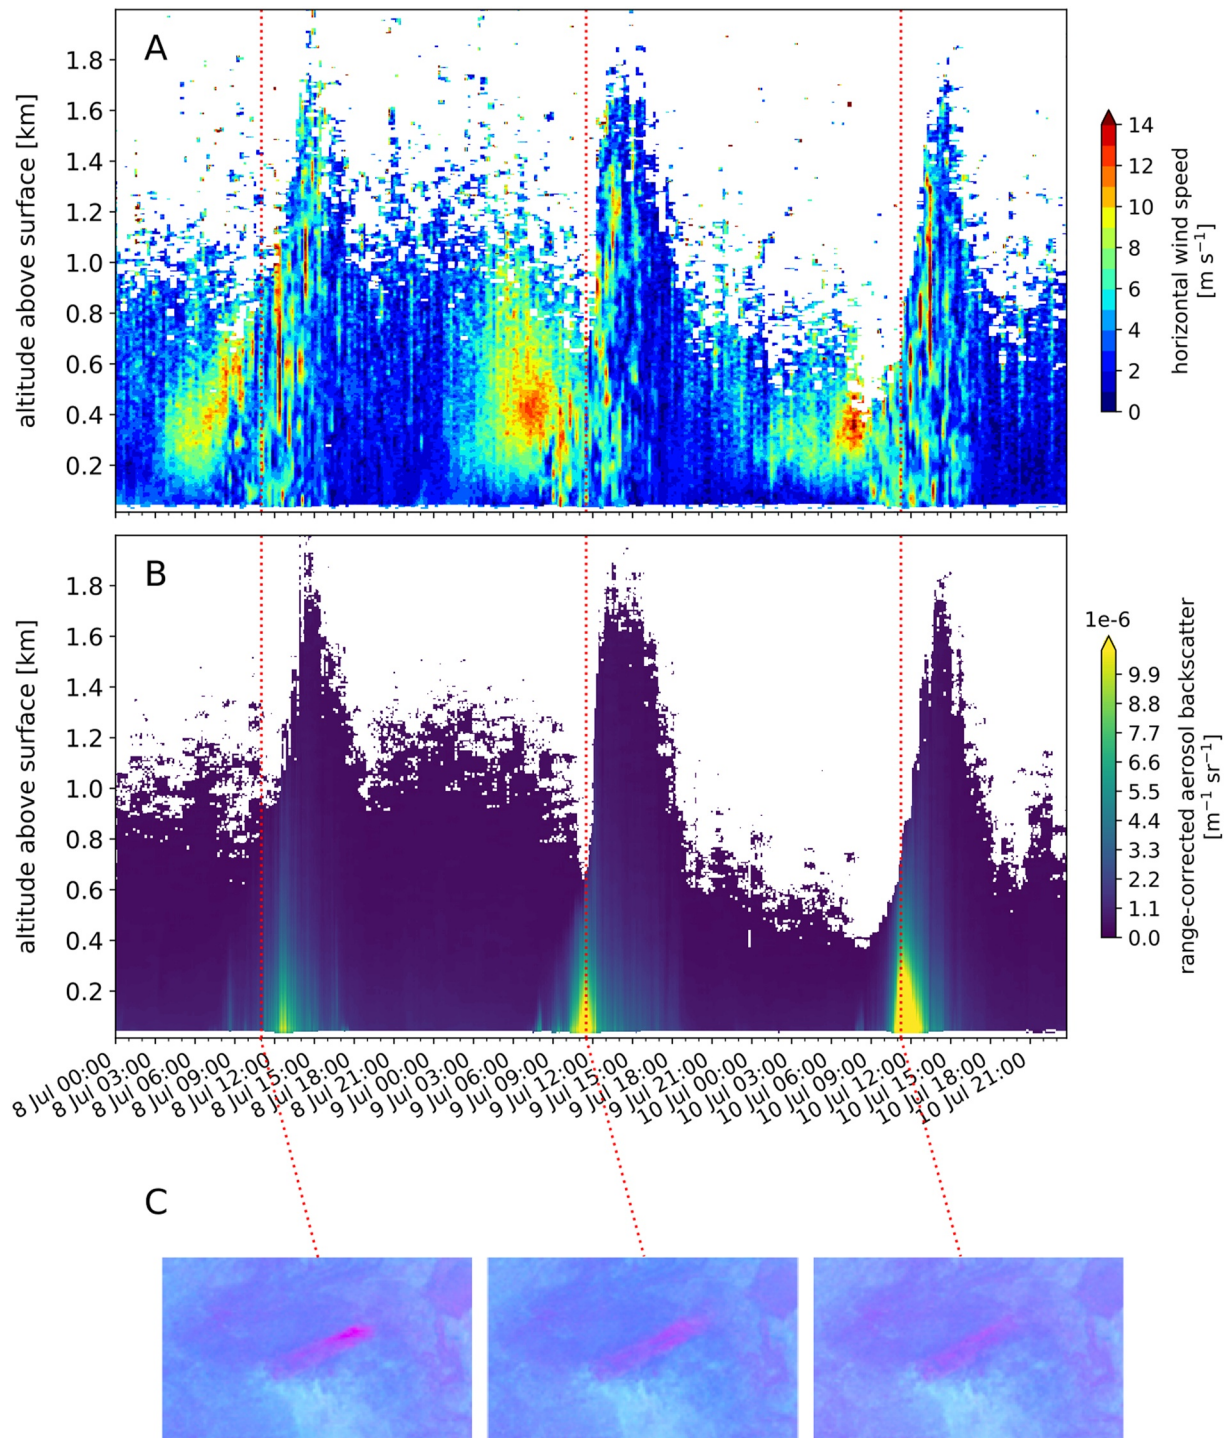 A
altitude above surface [km]
1.8
1.6
1.4
1.2
1.0
0.8
0.6
0.4
0.2
14
12
10
8
6
4
2
0
horizontal wind speed
[m s⁻¹]
B
altitude above surface [km]
1.8
1.6
1.4
1.2
1.0
0.8
0.6
0.4
0.2
1e-6
9.9
8.8
7.7
6.6
5.5
4.4
3.3
2.2
1.1
0.0
range-corrected aerosol backscatter
[m⁻¹ sr⁻¹]
8 Jul 00:00
8 Jul 03:00
8 Jul 06:00
8 Jul 09:00
8 Jul 12:00
8 Jul 15:00
8 Jul 18:00
8 Jul 21:00
9 Jul 00:00
9 Jul 03:00
9 Jul 06:00
9 Jul 09:00
9 Jul 12:00
9 Jul 15:00
9 Jul 18:00
9 Jul 21:00
10 Jul 00:00
10 Jul 03:00
10 Jul 06:00
10 Jul 09:00
10 Jul 12:00
10 Jul 15:00
10 Jul 18:00
10 Jul 21:00
C